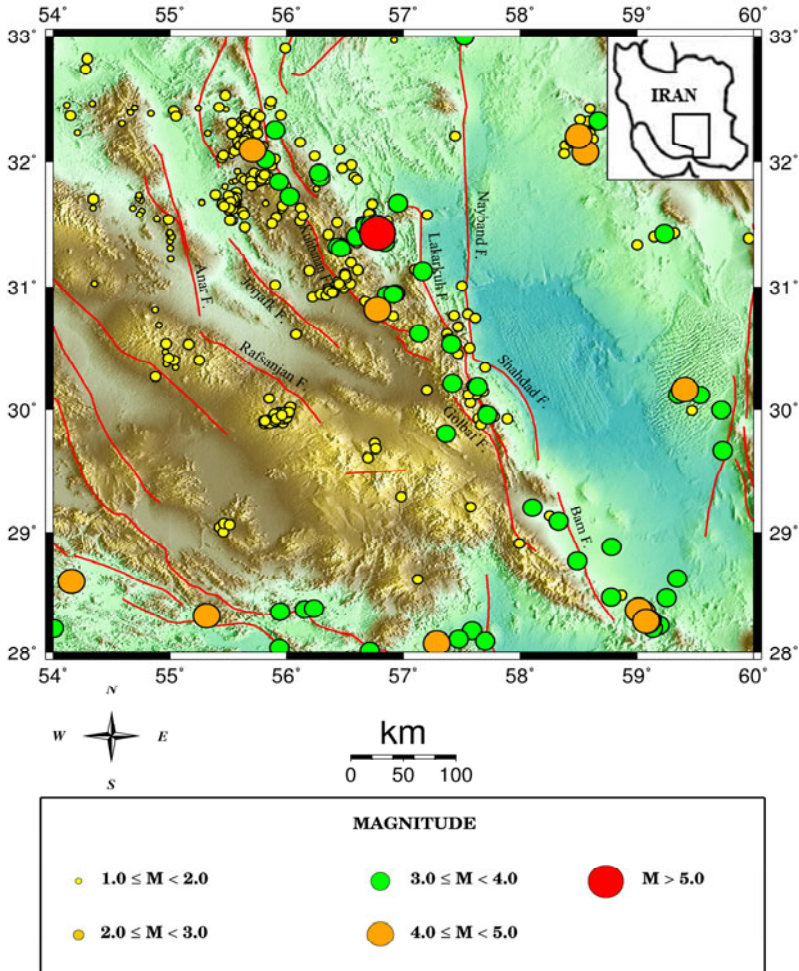 54˚ 55˚ 56˚ 57˚ 58˚ 59˚ 60˚
33˚ 33˚
IRAN
32˚ 32˚
Nayband F.
Lakarkuh F.
Anar F.
Jorjafk F.
31˚ 31˚
Rafsanjan F.
Shahdad F.
Golbaf F.
30˚ 30˚
29˚ 29˚
Bam F.
28˚ 28˚
54˚ 55˚ 56˚ 57˚ 58˚ 59˚ 60˚
N
W E
S
km
0 50 100
MAGNITUDE
1.0 ≤ M < 2.0 3.0 ≤ M < 4.0 M > 5.0
2.0 ≤ M < 3.0 4.0 ≤ M < 5.0